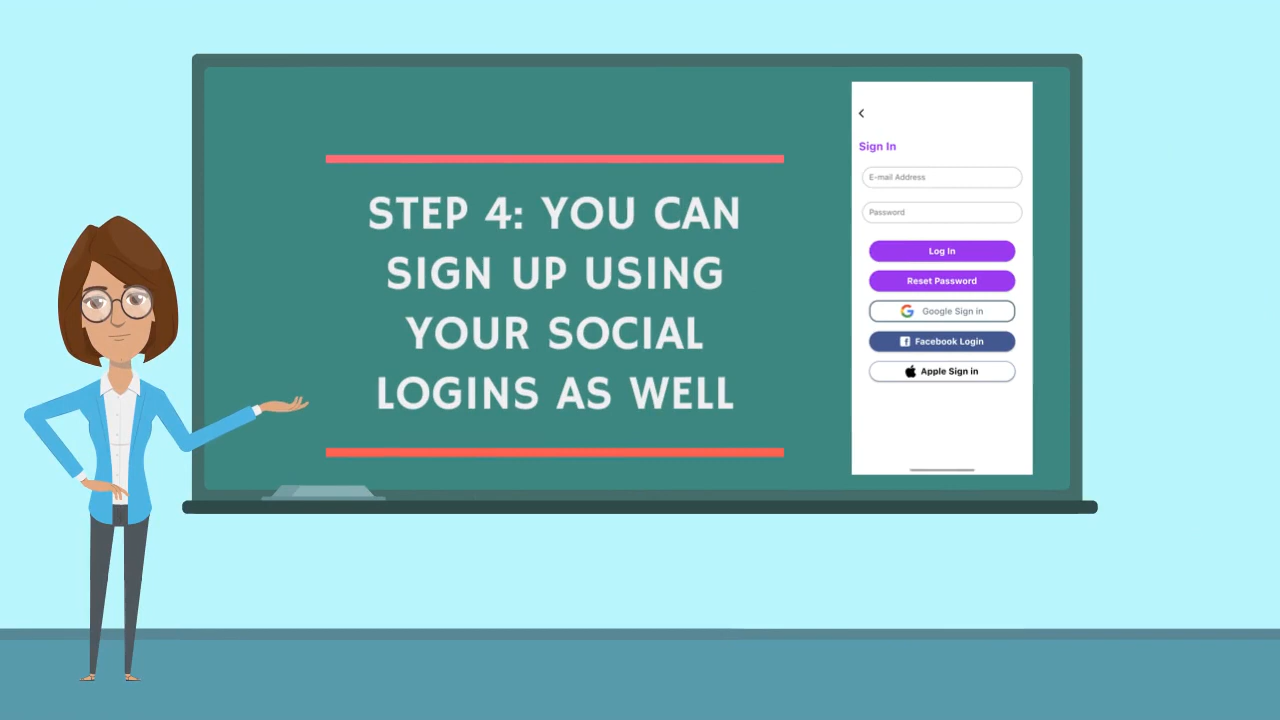 STEP 4: YOU CAN
SIGN UP USING
YOUR SOCIAL
LOGINS AS WELL
Sign In
E-mail Address
Password
Log In
Reset Password
Google Sign in
Facebook Login
Apple Sign in